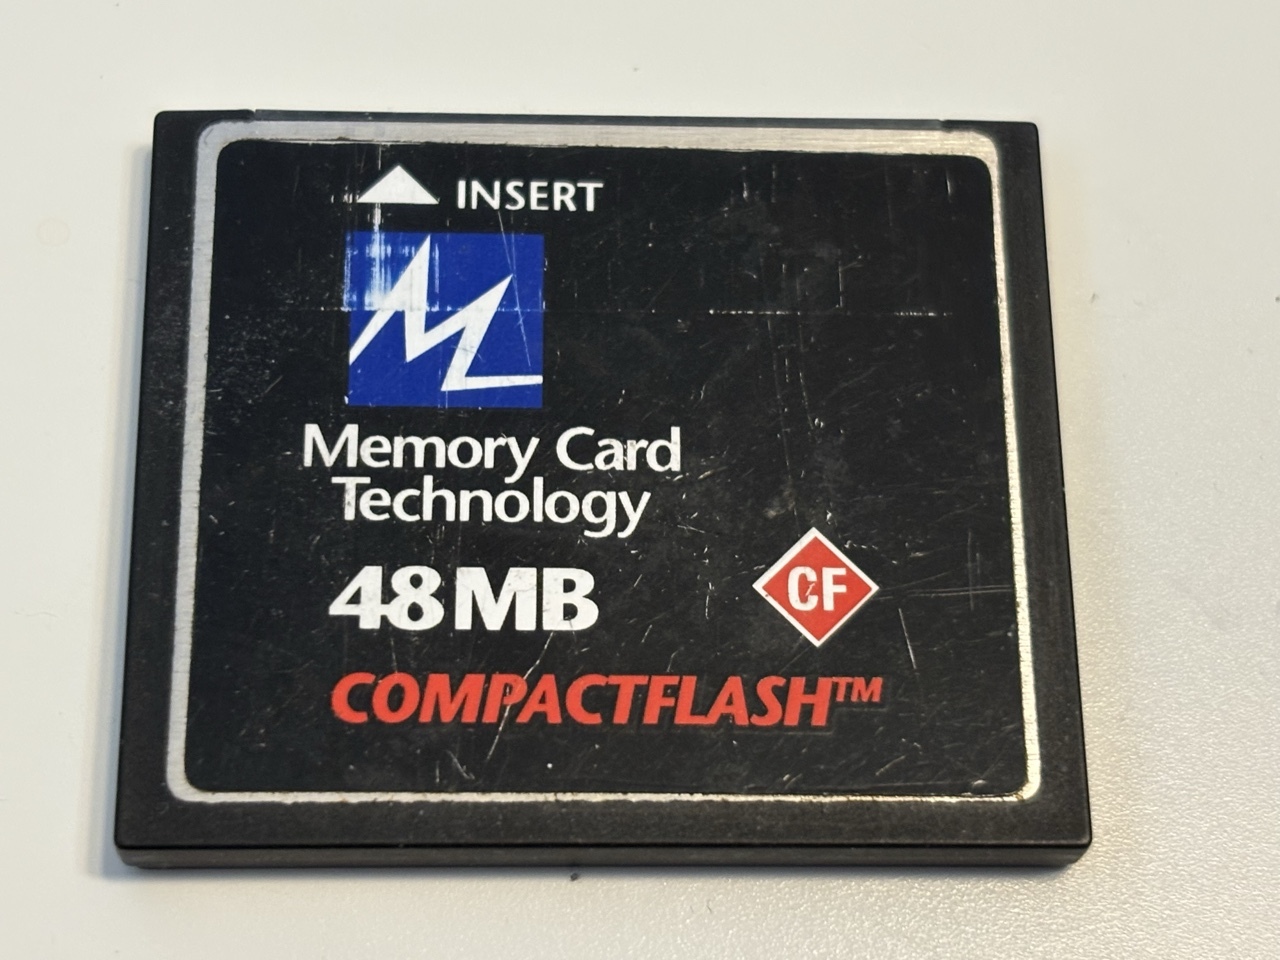 INSERT
Memory Card
Technology
48MB
CF
COMPACTFLASH™